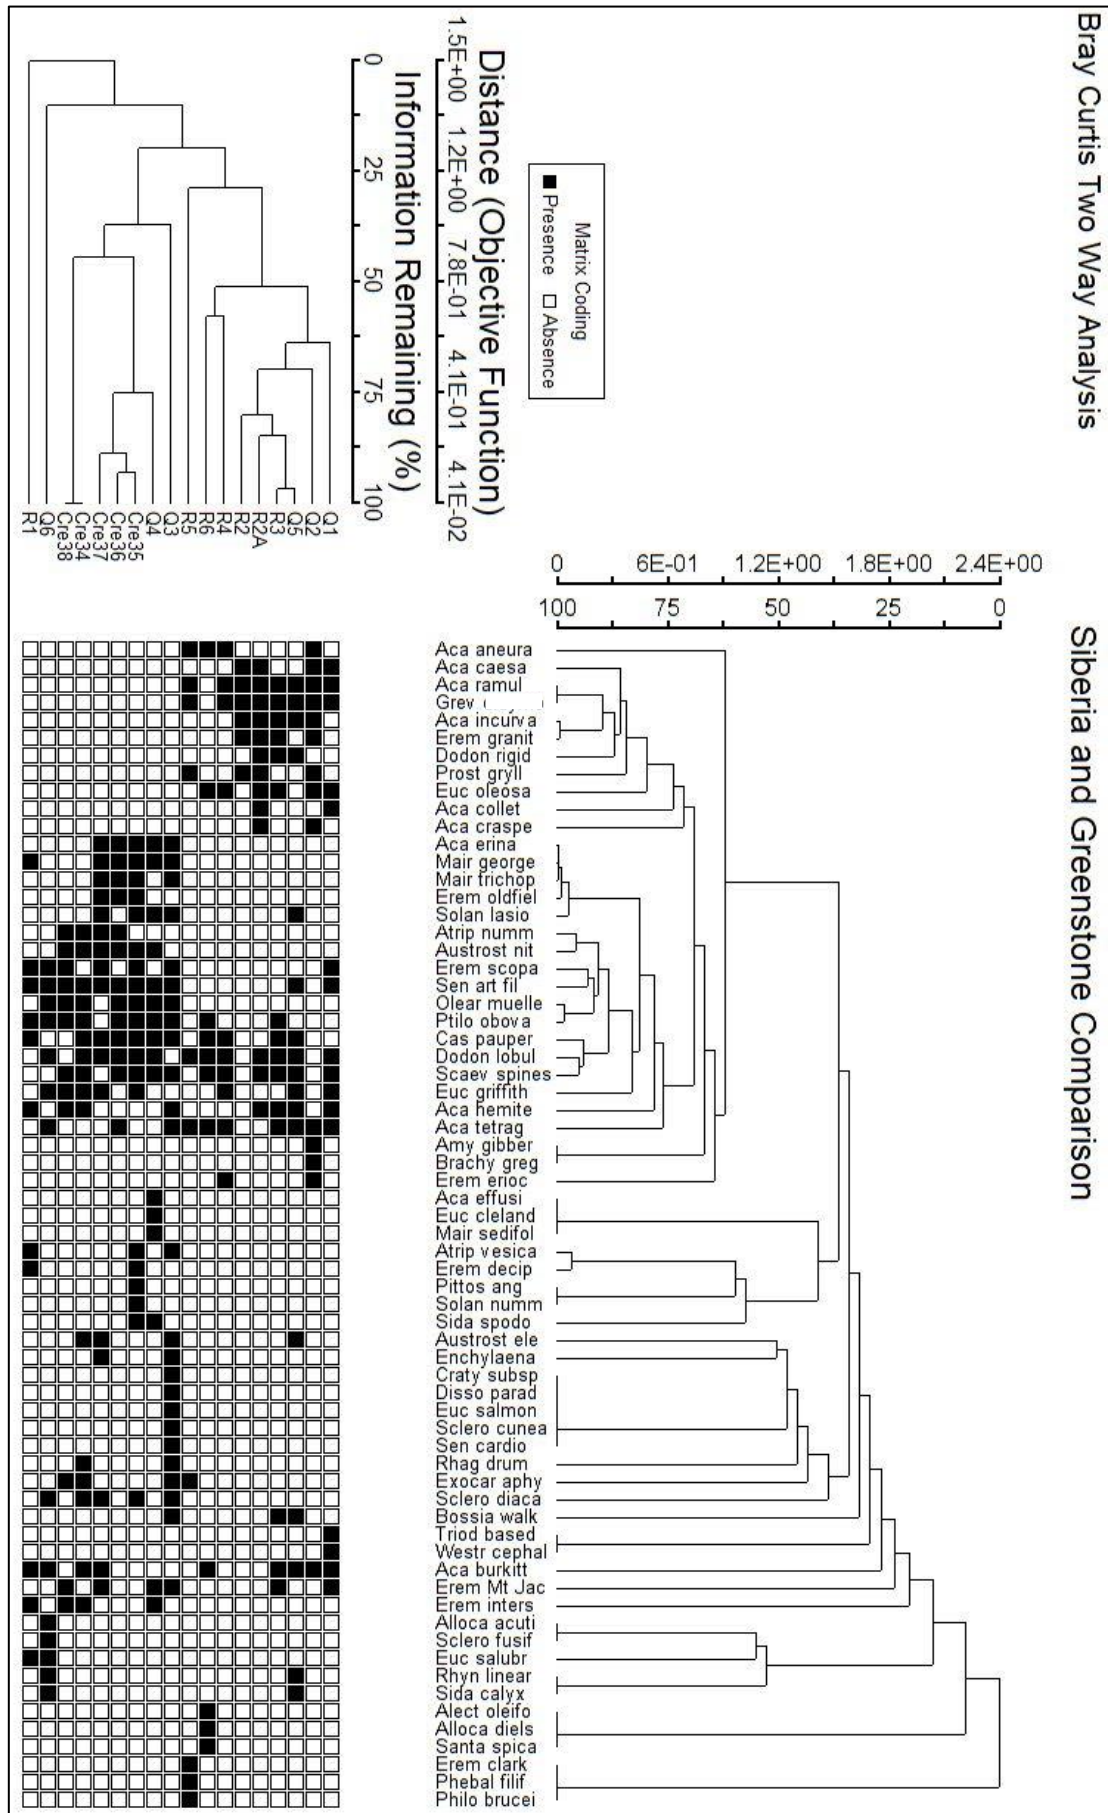 Bray Curtis Two Way Analysis
Siberia and Greenstone Comparison
Matrix Coding
Presence Absence
Distance (Objective Function)
1.5E+00 1.2E+00 7.8E-01 4.1E-01 4.1E-02
Information Remaining (%)
0 25 50 75 100
0 6E-01 1.2E+00 1.8E+00 2.4E+00
100 75 50 25 0
Q1
Q2
Q5
R3
R2A
R2
R4
R6
R5
Q3
Q4
Cre35
Cre36
Cre37
Cre34
Cre38
Q6
R1
Aca aneura
Aca caesa
Aca ramul
Grev
Aca incurva
Erem granit
Dodon rigid
Prost gryll
Euc oleosa
Aca collet
Aca craspe
Aca erina
Mair george
Mair trichop
Erem oldfiel
Solan lasio
Atrip numm
Austrost nit
Erem scopa
Sen art fil
Olear muelle
Ptilo obova
Cas pauper
Dodon lobul
Scaev spines
Euc griffith
Aca hemite
Aca tetrag
Amy gibber
Brachy greg
Erem erioc
Aca effusi
Euc cleland
Mair sedifol
Atrip vesica
Erem decip
Pittos ang
Solan numm
Sida spodo
Austrost ele
Enchylaena
Craty subsp
Disso parad
Euc salmon
Sclero cunea
Sen cardio
Rhag drum
Exocar aphy
Sclero diaca
Bossia walk
Triod based
Westr cephal
Aca burkitt
Erem Mt Jac
Erem inters
Alloca acuti
Sclero fusif
Euc salubr
Rhyn linear
Sida calyx
Alect oleifo
Alloca diels
Santa spica
Erem clark
Phebal filif
Philo brucei